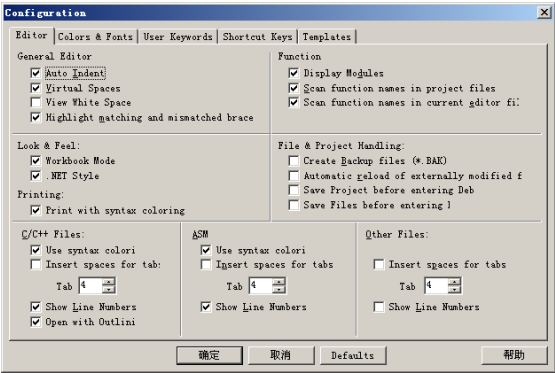 Configuration
Editor Colors & Fonts User Keywords Shortcut Keys Templates
General Editor
Auto Indent
Virtual Spaces
View White Space
Highlight matching and mismatched brace
Function
Display Modules
Scan function names in project files
Scan function names in current editor fi
Look & Feel:
Workbook Mode
.NET Style
Printing:
Print with syntax coloring
File & Project Handling:
Create Backup files (*.BAK)
Automatic reload of externally modified f
Save Project before entering Deb
Save Files before entering
C/C++ Files:
Use syntax colori
Insert spaces for tab
Tab 4
Show Line Numbers
Open with Outlini
ASM
Use syntax colori
Insert spaces for tabs
Tab 4
Show Line Numbers
Other Files:
Insert spaces for tabs
Tab 4
Show Line Numbers
确定 取消 Defaults 帮助